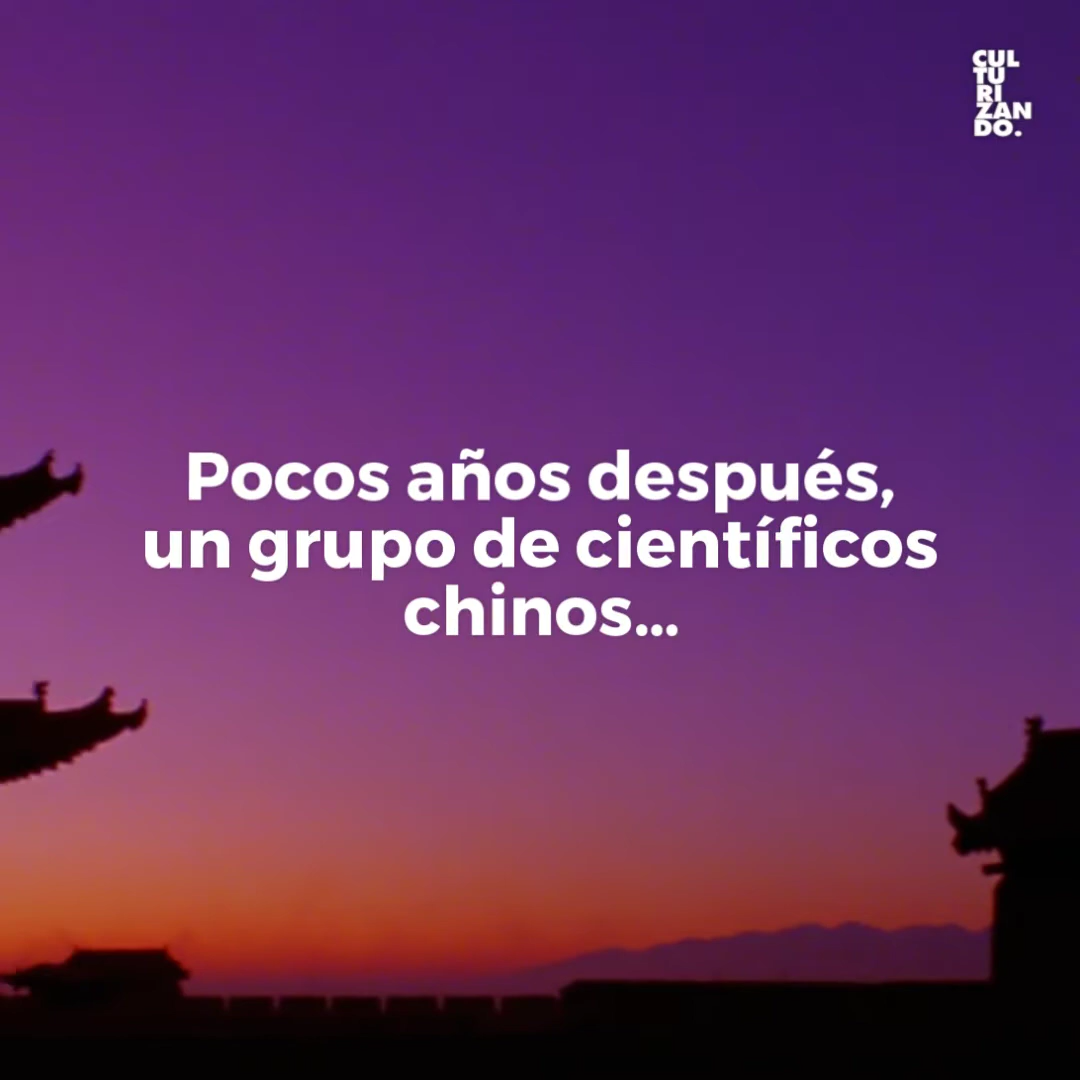 CUL
TU
RI
ZAN
DO.
Pocos años después,
un grupo de científicos
chinos...